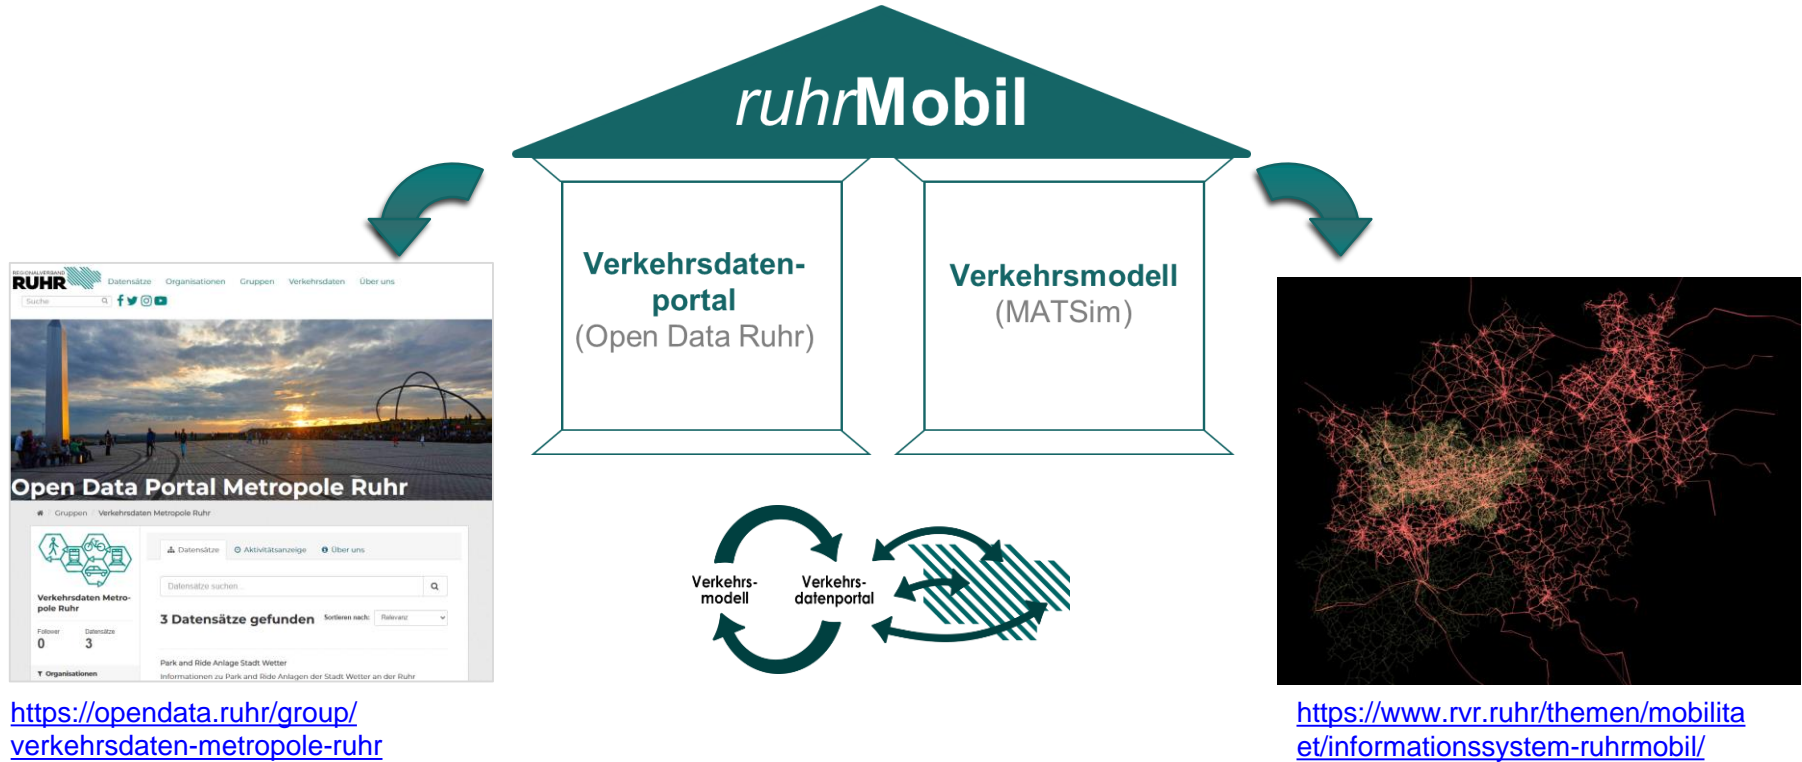 ruhrMobil
Verkehrsdaten-
portal
(Open Data Ruhr)
Verkehrsmodell
(MATSim)
REGIONALVERBAND
RUHR
Datensätze Organisationen Gruppen Verkehrsdaten Über uns
Suche
Open Data Portal Metropole Ruhr
Gruppen / Verkehrsdaten Metropole Ruhr
Datensätze Aktivitätsanzeige Über uns
Datensätze suchen...
Verkehrsdaten Metro-
pole Ruhr
3 Datensätze gefunden Sortieren nach: Relevanz
Follower Datensätze
0 3
Park and Ride Anlage Stadt Wetter
Organisationen
Informationen zu Park and Ride Anlagen der Stadt Wetter an der Ruhr
https://opendata.ruhr/group/
verkehrsdaten-metropole-ruhr
Verkehrs-
modell
Verkehrs-
datenportal
https://www.rvr.ruhr/themen/mobilita
et/informationssystem-ruhrmobil/